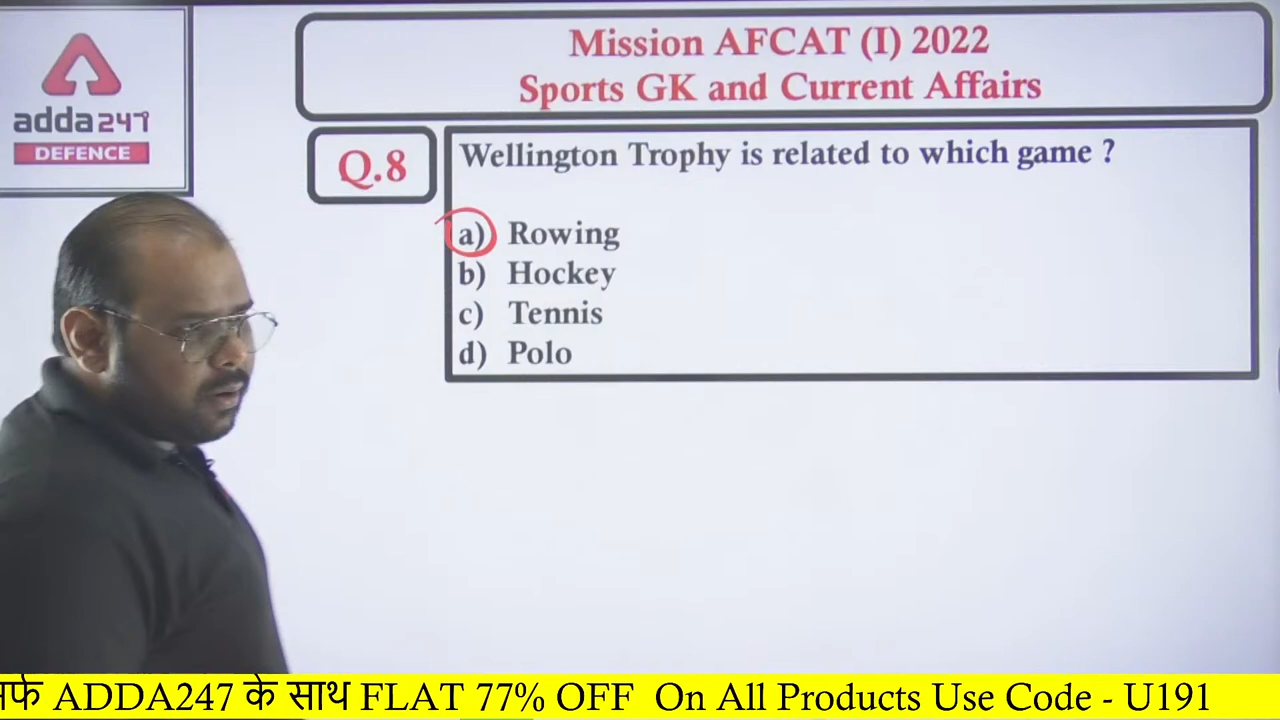 adda247
DEFENCE
Mission AFCAT (I) 2022
Sports GK and Current Affairs
Q.8
Wellington Trophy is related to which game ?
a) Rowing
b) Hockey
c) Tennis
d) Polo
ADDA247 के साथ FLAT 77% OFF On All Products Use Code - U191